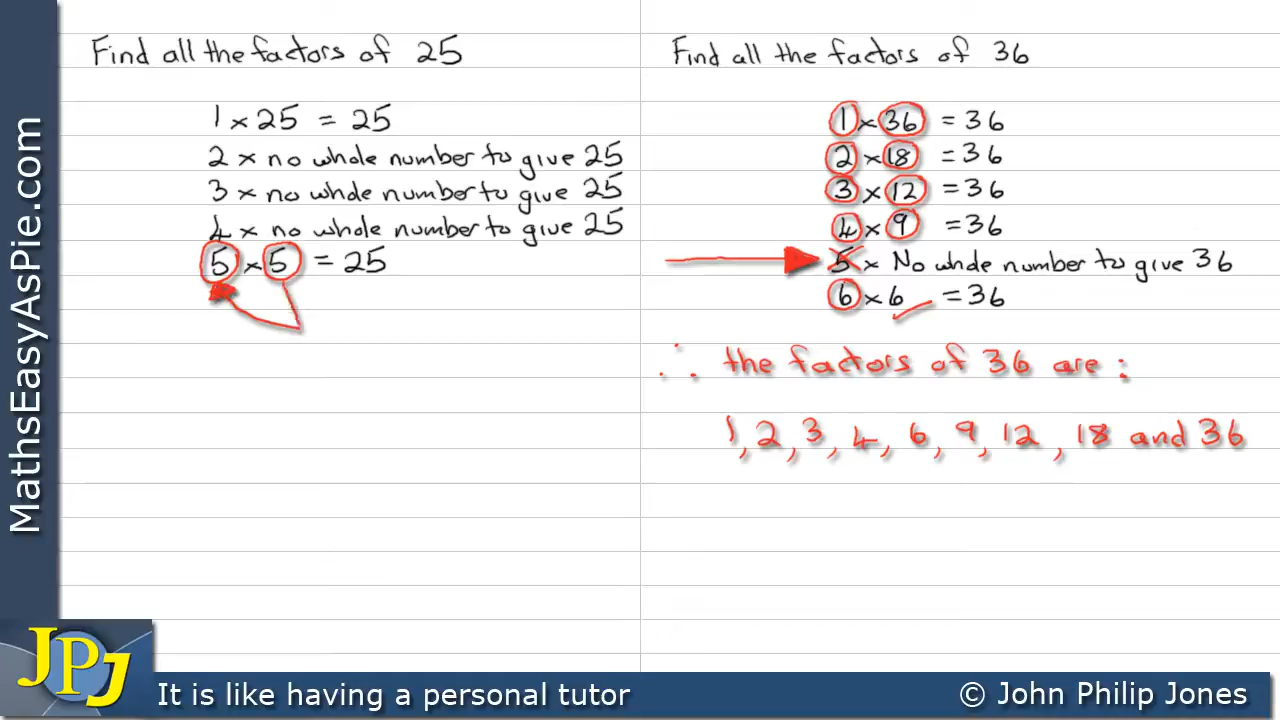 Find all the factors of 25
1 × 25 = 25
2 × no whole number to give 25
3 × no whole number to give 25
4 × no whole number to give 25
5 × 5 = 25
Find all the factors of 36
1 × 36 = 36
2 × 18 = 36
3 × 12 = 36
4 × 9 = 36
5 × No whole number to give 36
6 × 6 = 36
∴ the factors of 36 are:
1, 2, 3, 4, 6, 9, 12, 18 and 36
MathsEasyAsPie.com
JPJ
It is like having a personal tutor
© John Philip Jones